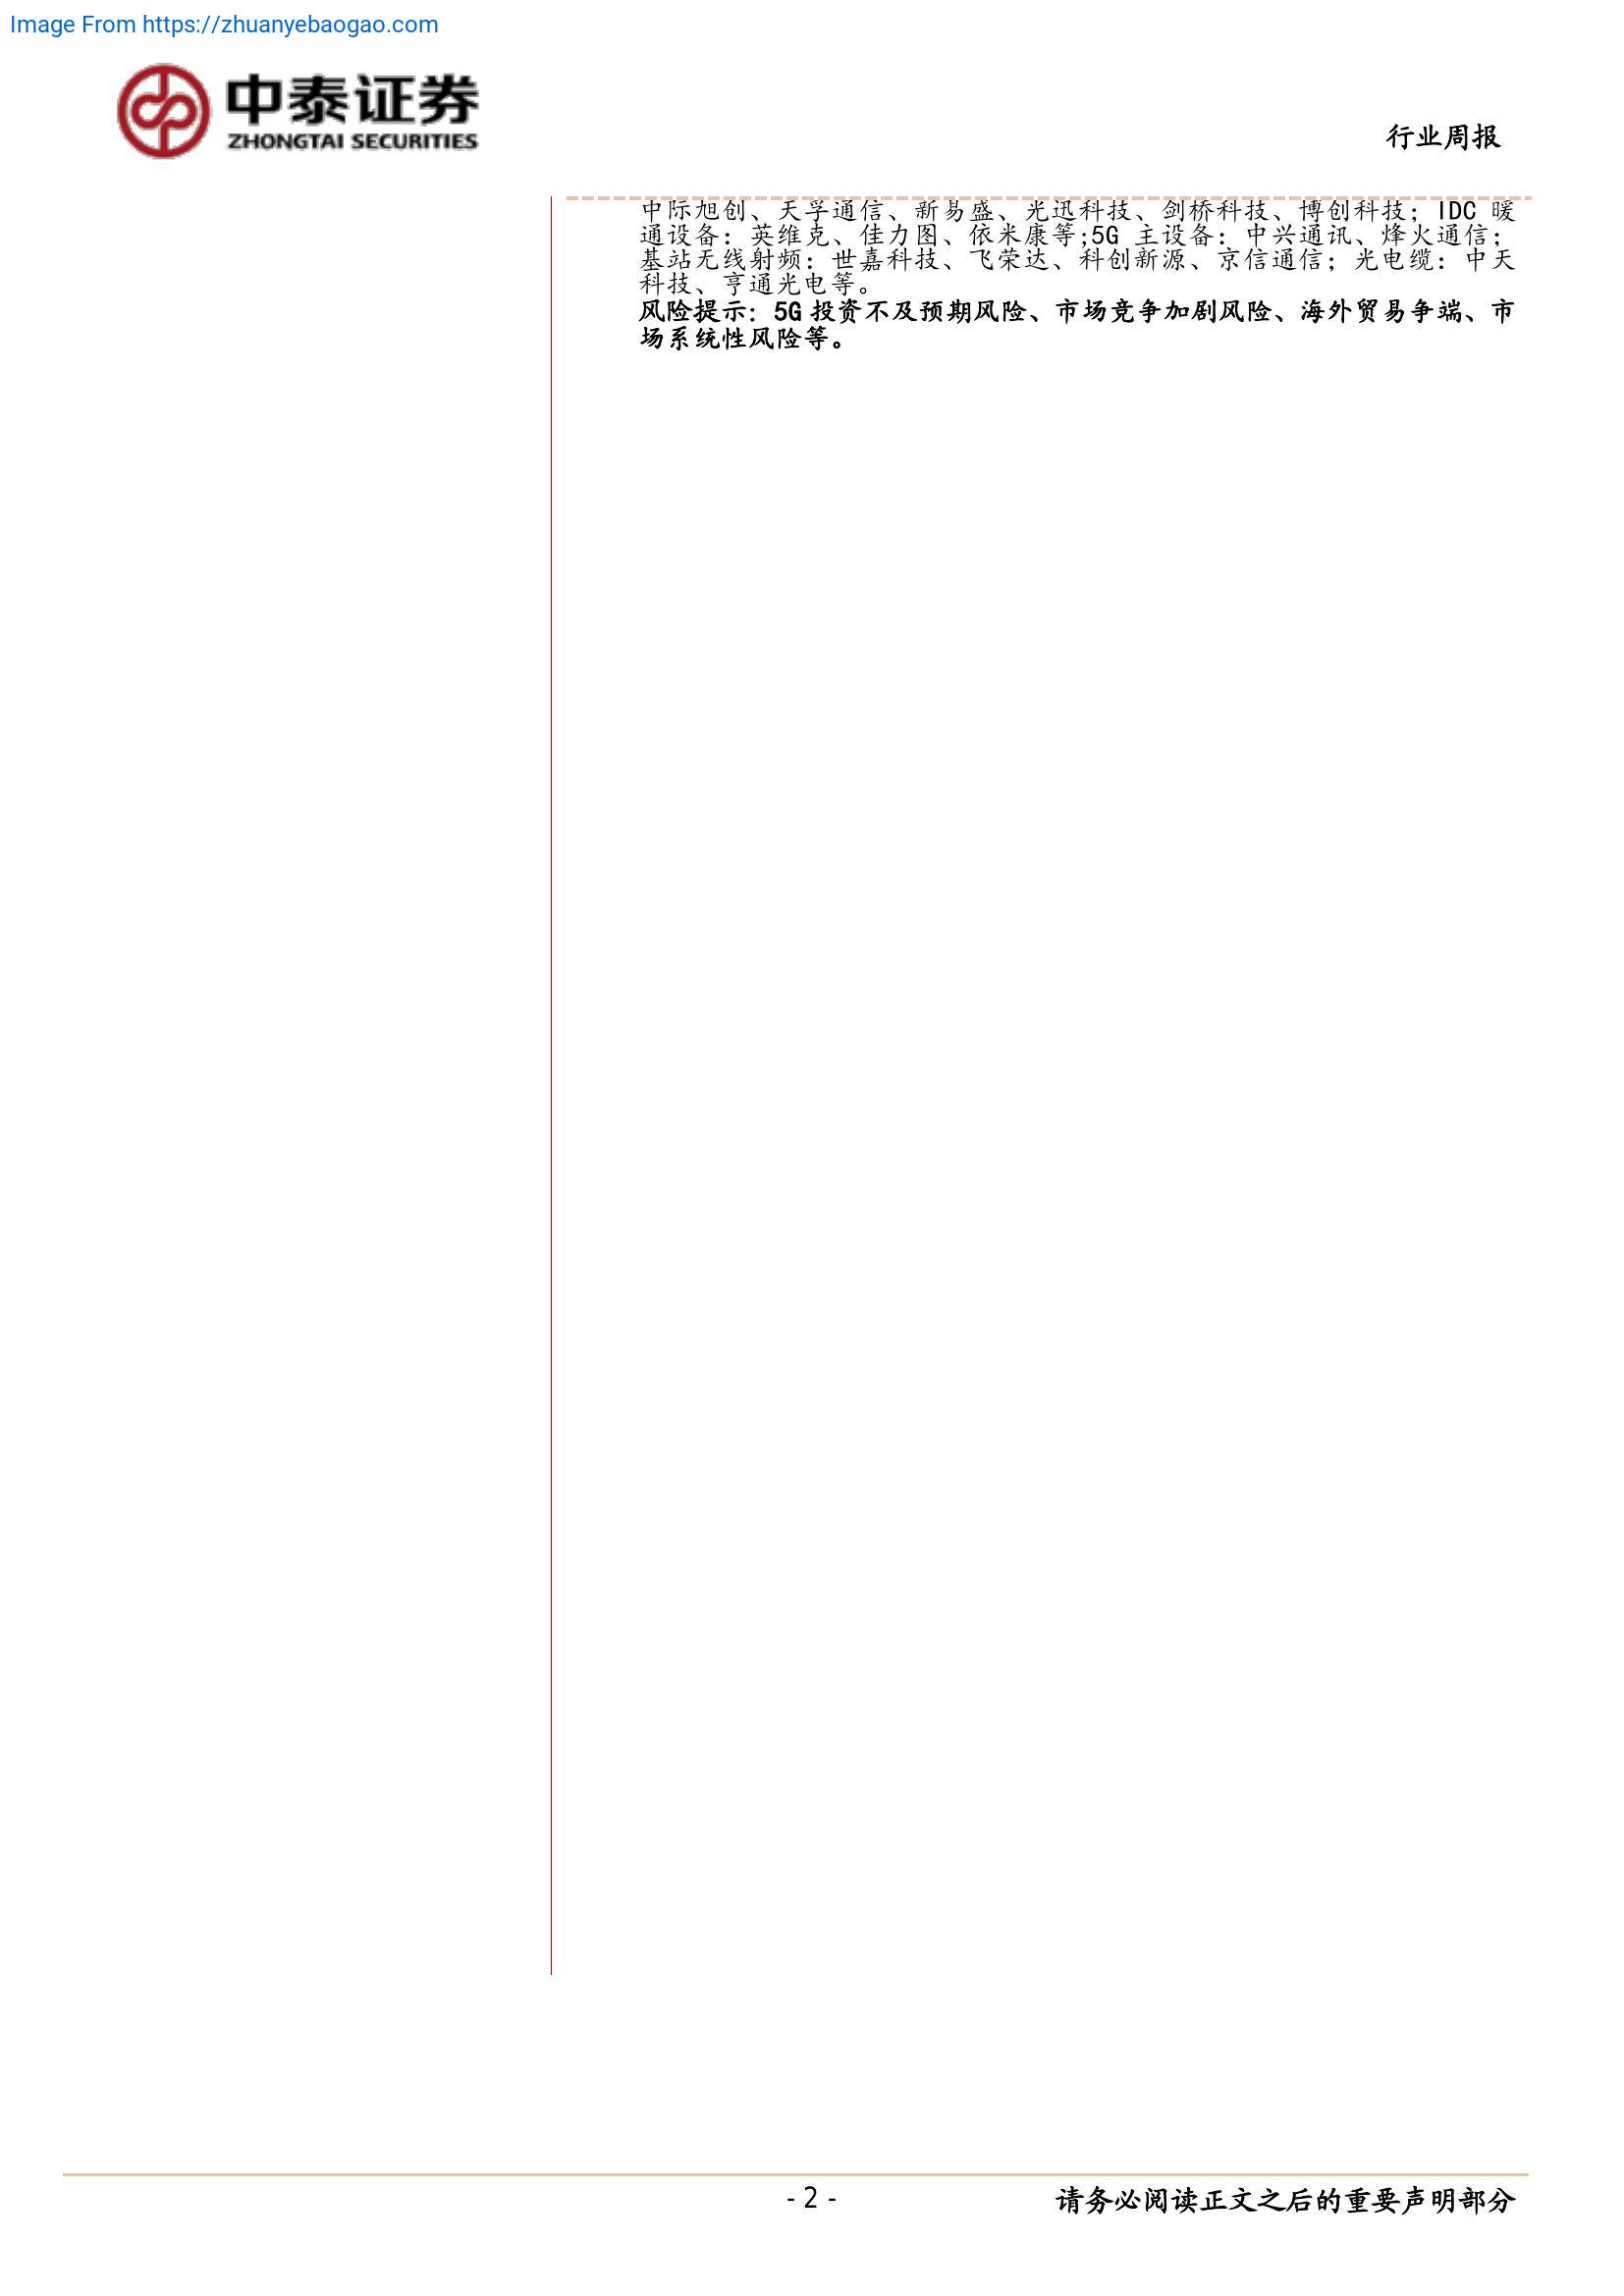 Image From https://zhuanyebaogao.com
中泰证券
ZHONGTAI SECURITIES
行业周报
中际旭创、天孚通信、新易盛、光迅科技、剑桥科技、博创科技；IDC 暖
通设备：英维克、佳力图、依米康等;5G 主设备：中兴通讯、烽火通信；
基站无线射频：世嘉科技、飞荣达、科创新源、京信通信；光电缆：中天
科技、亨通光电等。
风险提示：5G 投资不及预期风险、市场竞争加剧风险、海外贸易争端、市
场系统性风险等。
- 2 -
请务必阅读正文之后的重要声明部分